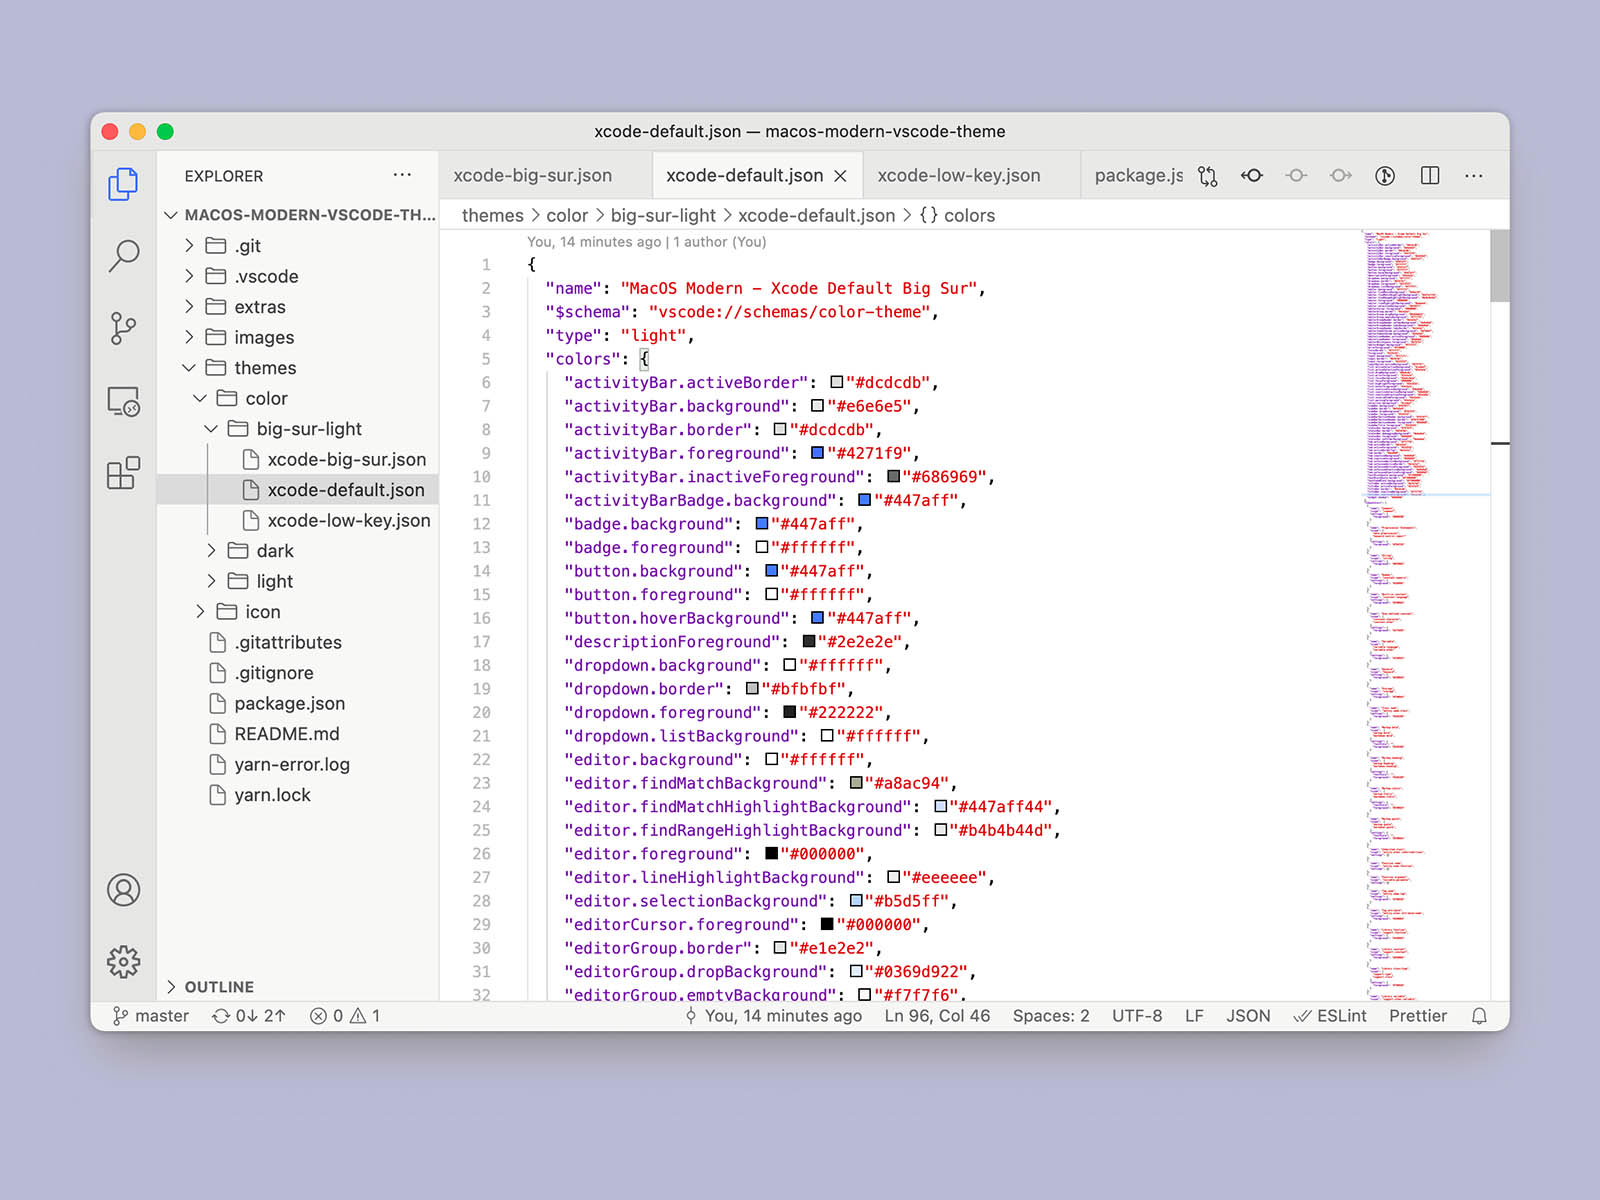 xcode-default.json — macos-modern-vscode-theme
EXPLORER
MACOS-MODERN-VSCODE-TH...
.git
.vscode
extras
images
themes
color
big-sur-light
xcode-big-sur.json
xcode-default.json
xcode-low-key.json
dark
light
icon
.gitattributes
.gitignore
package.json
README.md
yarn-error.log
yarn.lock
OUTLINE
xcode-big-sur.json
xcode-default.json
xcode-low-key.json
package.js
themes > color > big-sur-light > xcode-default.json > {} colors
You, 14 minutes ago | 1 author (You)
1 {
2 "name": "MacOS Modern - Xcode Default Big Sur",
3 "$schema": "vscode://schemas/color-theme",
4 "type": "light",
5 "colors": {
6 "activityBar.activeBorder": "#dcdcdb",
7 "activityBar.background": "#e6e6e5",
8 "activityBar.border": "#dcdcdb",
9 "activityBar.foreground": "#4271f9",
10 "activityBar.inactiveForeground": "#686969",
11 "activityBarBadge.background": "#447aff",
12 "badge.background": "#447aff",
13 "badge.foreground": "#ffffff",
14 "button.background": "#447aff",
15 "button.foreground": "#ffffff",
16 "button.hoverBackground": "#447aff",
17 "descriptionForeground": "#2e2e2e",
18 "dropdown.background": "#ffffff",
19 "dropdown.border": "#bfbfbf",
20 "dropdown.foreground": "#222222",
21 "dropdown.listBackground": "#ffffff",
22 "editor.background": "#ffffff",
23 "editor.findMatchBackground": "#a8ac94",
24 "editor.findMatchHighlightBackground": "#447aff44",
25 "editor.findRangeHighlightBackground": "#b4b4b44d",
26 "editor.foreground": "#000000",
27 "editor.lineHighlightBackground": "#eeeeee",
28 "editor.selectionBackground": "#b5d5ff",
29 "editorCursor.foreground": "#000000",
30 "editorGroup.border": "#e1e2e2",
31 "editorGroup.dropBackground": "#0369d922",
32 "editorGroup.emptyBackground": "#f7f7f6",
master 0↓ 2↑ 0 1
You, 14 minutes ago Ln 96, Col 46 Spaces: 2 UTF-8 LF JSON ESLint Prettier